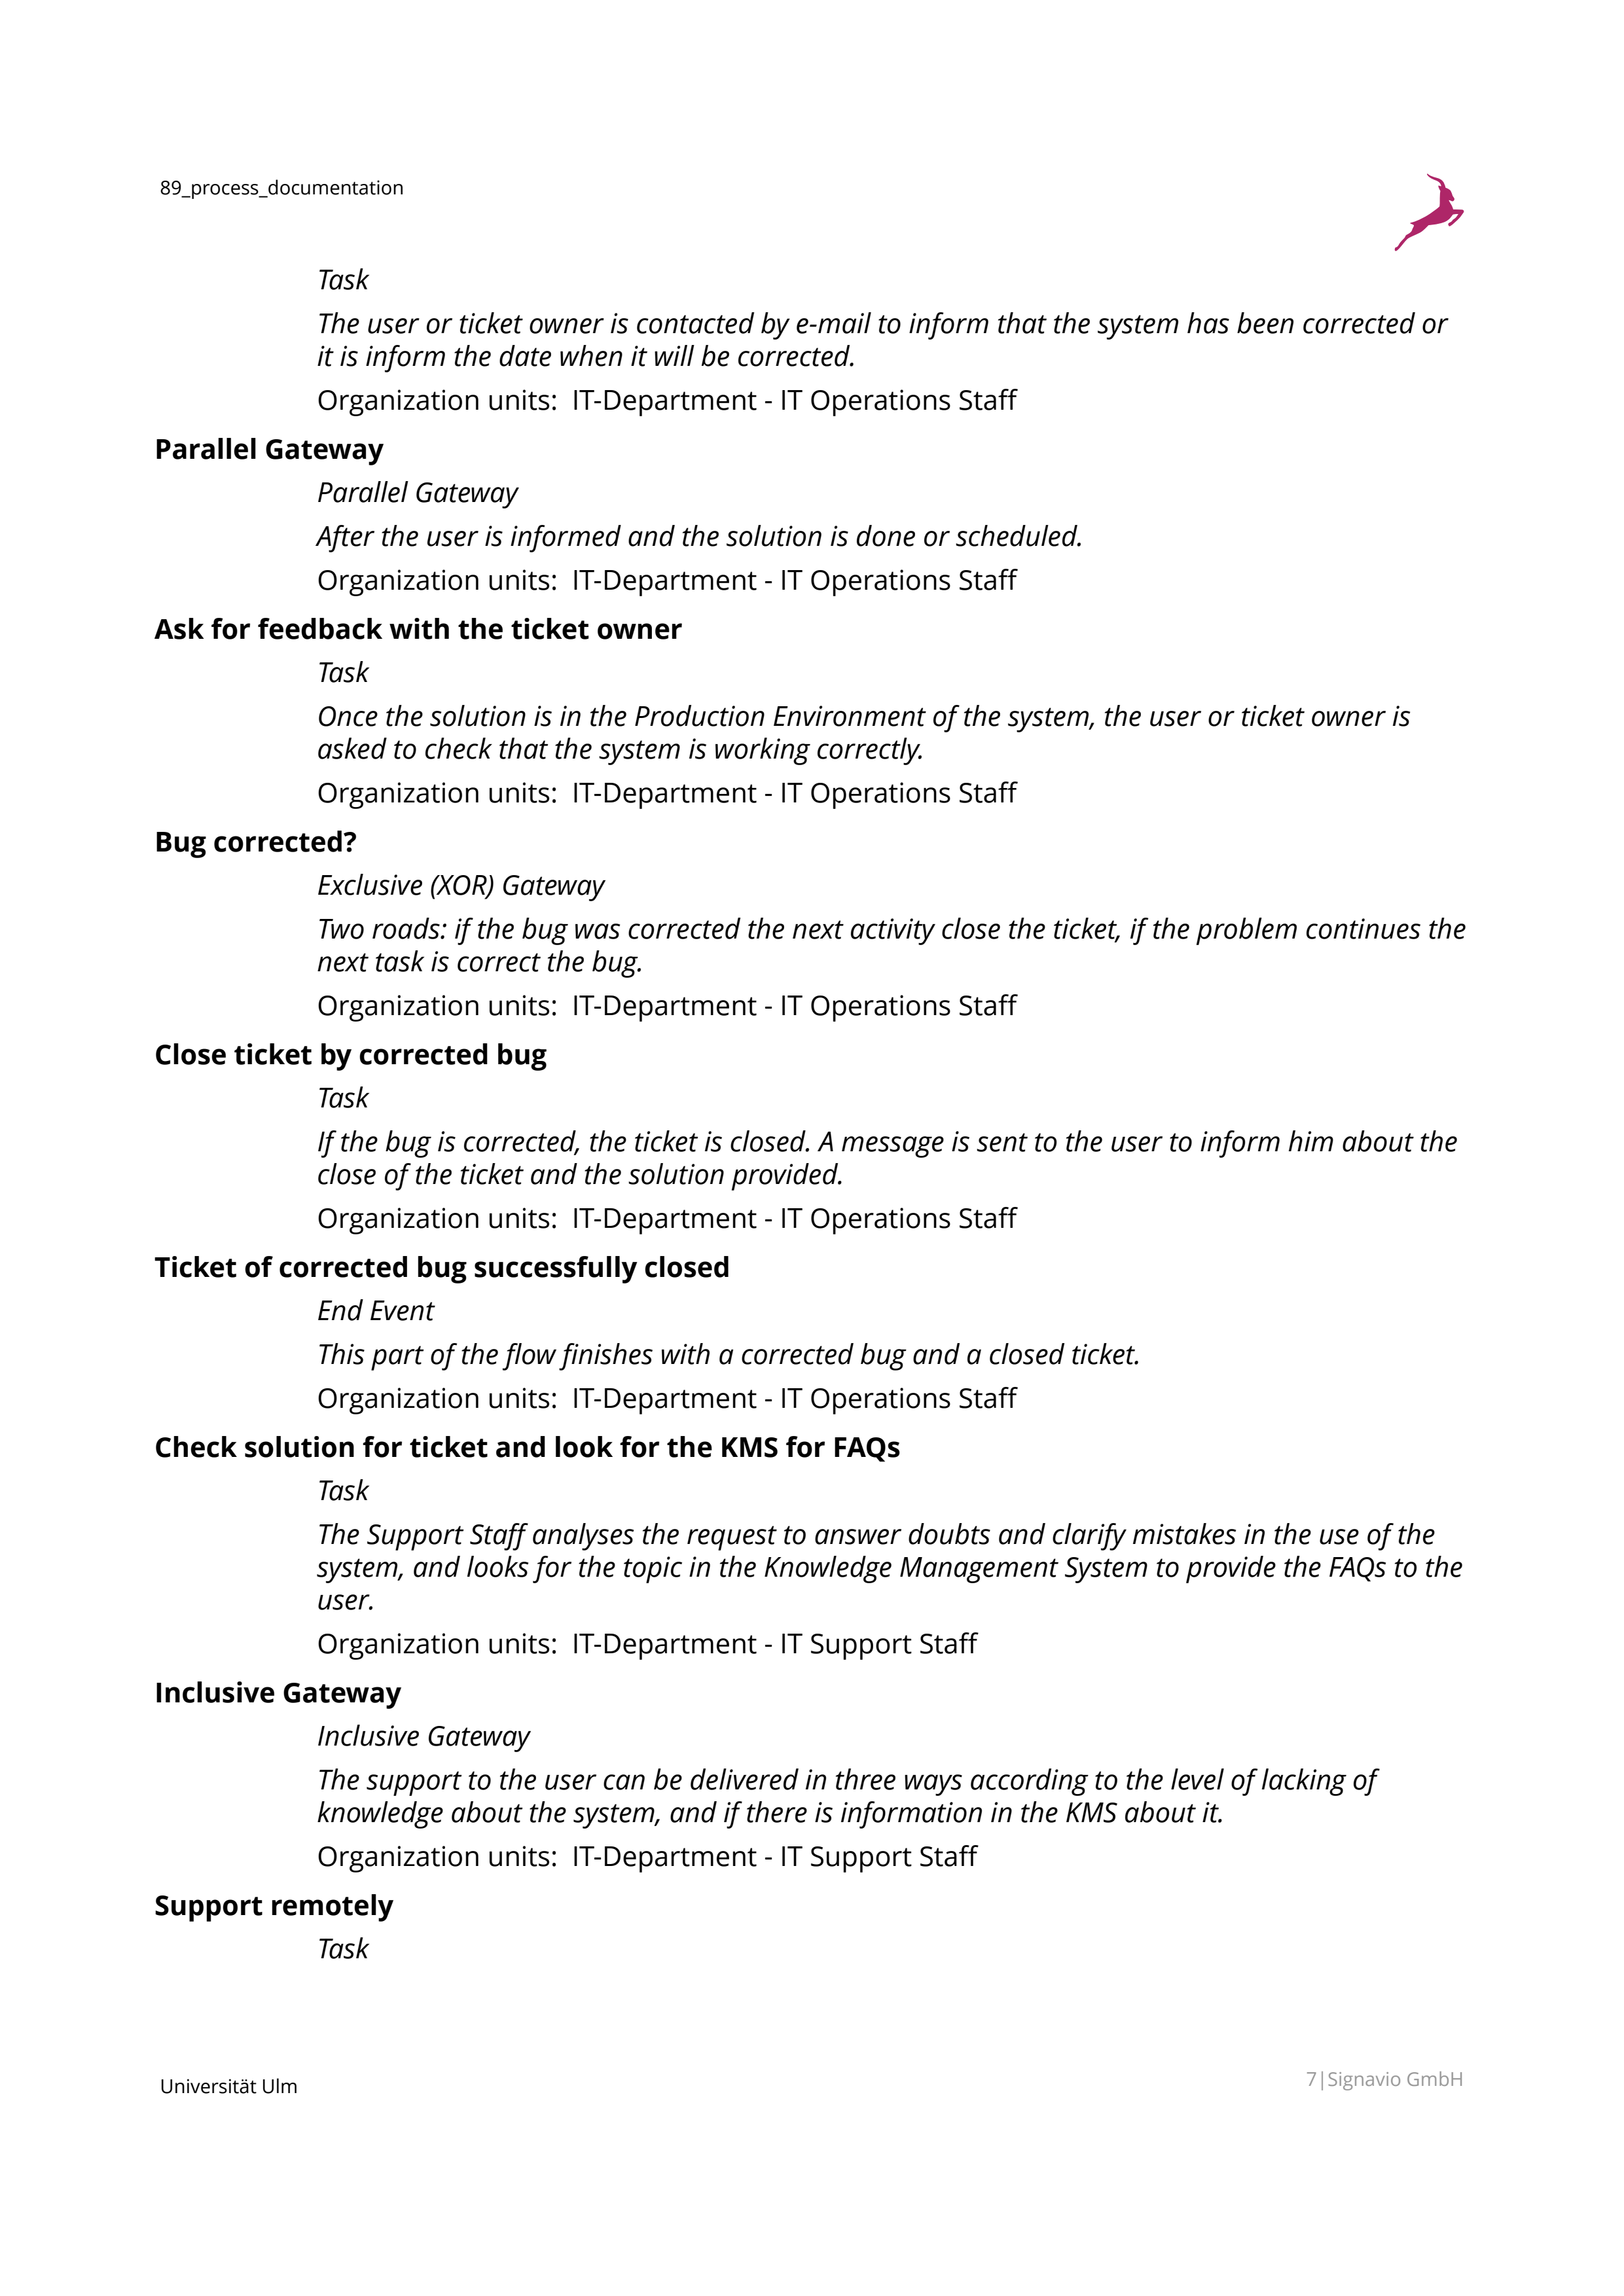 89_process_documentation
Task
The user or ticket owner is contacted by e-mail to inform that the system has been corrected or
it is inform the date when it will be corrected.
Organization units:  IT-Department - IT Operations Staff
Parallel Gateway
Parallel Gateway
After the user is informed and the solution is done or scheduled.
Organization units:  IT-Department - IT Operations Staff
Ask for feedback with the ticket owner
Task
Once the solution is in the Production Environment of the system, the user or ticket owner is
asked to check that the system is working correctly.
Organization units:  IT-Department - IT Operations Staff
Bug corrected?
Exclusive (XOR) Gateway
Two roads: if the bug was corrected the next activity close the ticket, if the problem continues the
next task is correct the bug.
Organization units:  IT-Department - IT Operations Staff
Close ticket by corrected bug
Task
If the bug is corrected, the ticket is closed. A message is sent to the user to inform him about the
close of the ticket and the solution provided.
Organization units:  IT-Department - IT Operations Staff
Ticket of corrected bug successfully closed
End Event
This part of the flow finishes with a corrected bug and a closed ticket.
Organization units:  IT-Department - IT Operations Staff
Check solution for ticket and look for the KMS for FAQs
Task
The Support Staff analyses the request to answer doubts and clarify mistakes in the use of the
system, and looks for the topic in the Knowledge Management System to provide the FAQs to the
user.
Organization units:  IT-Department - IT Support Staff
Inclusive Gateway
Inclusive Gateway
The support to the user can be delivered in three ways according to the level of lacking of
knowledge about the system, and if there is information in the KMS about it.
Organization units:  IT-Department - IT Support Staff
Support remotely
Task
Universität Ulm
7|Signavio GmbH